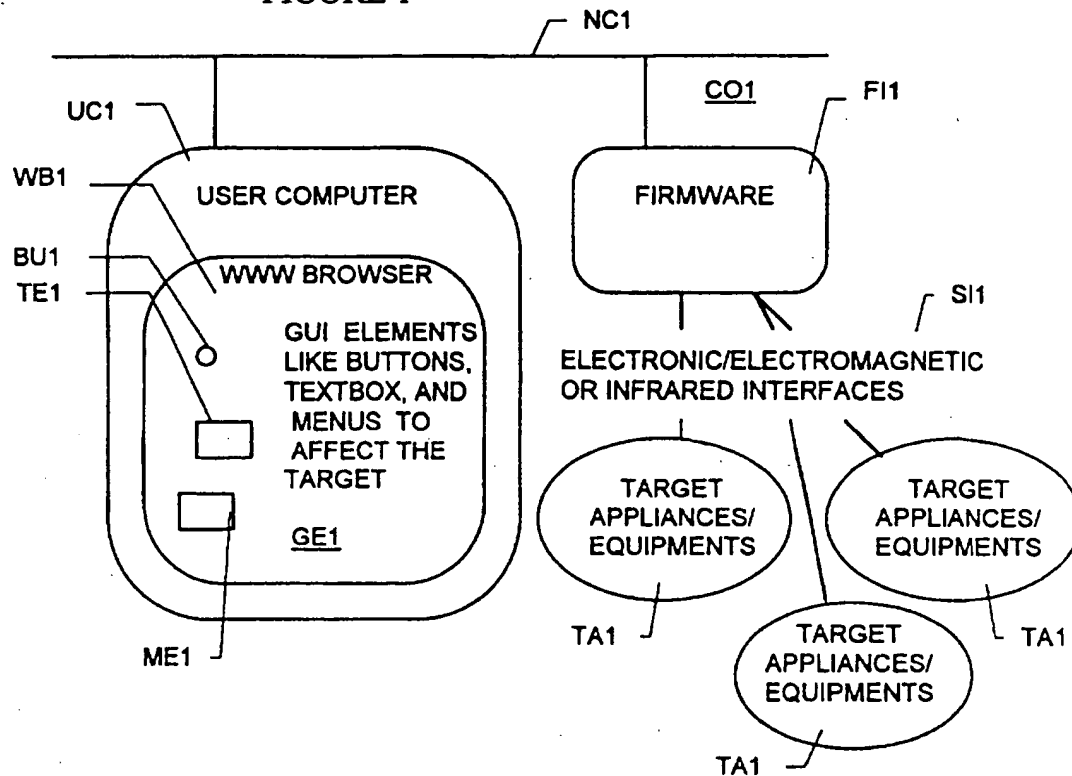 FIGURE 1
NC1
CO1
FI1
UC1
WB1
USER COMPUTER
FIRMWARE
BU1
TE1
WWW BROWSER
SI1
GUI ELEMENTS
LIKE BUTTONS,
TEXTBOX, AND
MENUS TO
AFFECT THE
TARGET
GE1
ME1
ELECTRONIC/ELECTROMAGNETIC
OR INFRARED INTERFACES
TARGET
APPLIANCES/
EQUIPMENTS
TARGET
APPLIANCES/
EQUIPMENTS
TA1
TA1
TARGET
APPLIANCES/
EQUIPMENTS
TA1